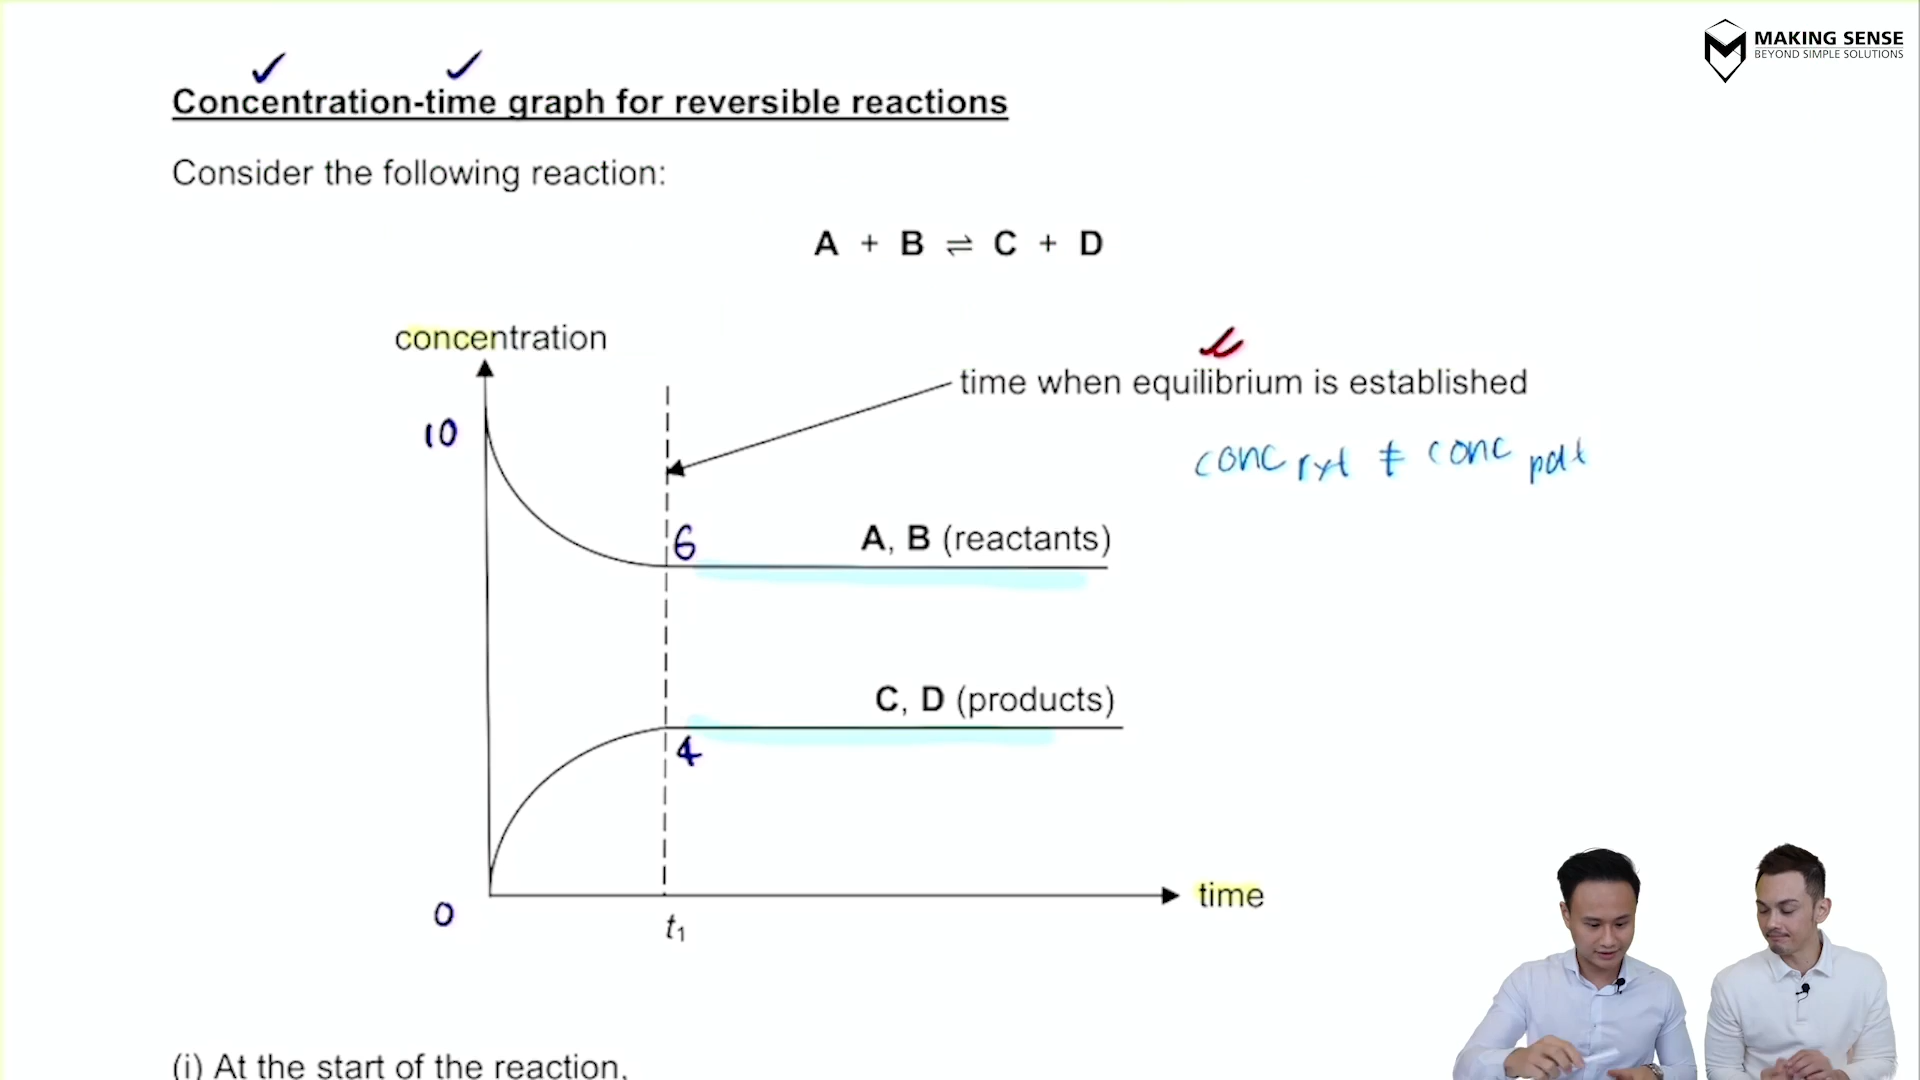 MAKING SENSE
BEYOND SIMPLE SOLUTIONS
Concentration-time graph for reversible reactions
Consider the following reaction:
A + B ⇌ C + D
concentration
time when equilibrium is established
10
conc rxt ≠ conc pdt
6
A, B (reactants)
C, D (products)
4
time
0
t₁
(i) At the start of the reaction,